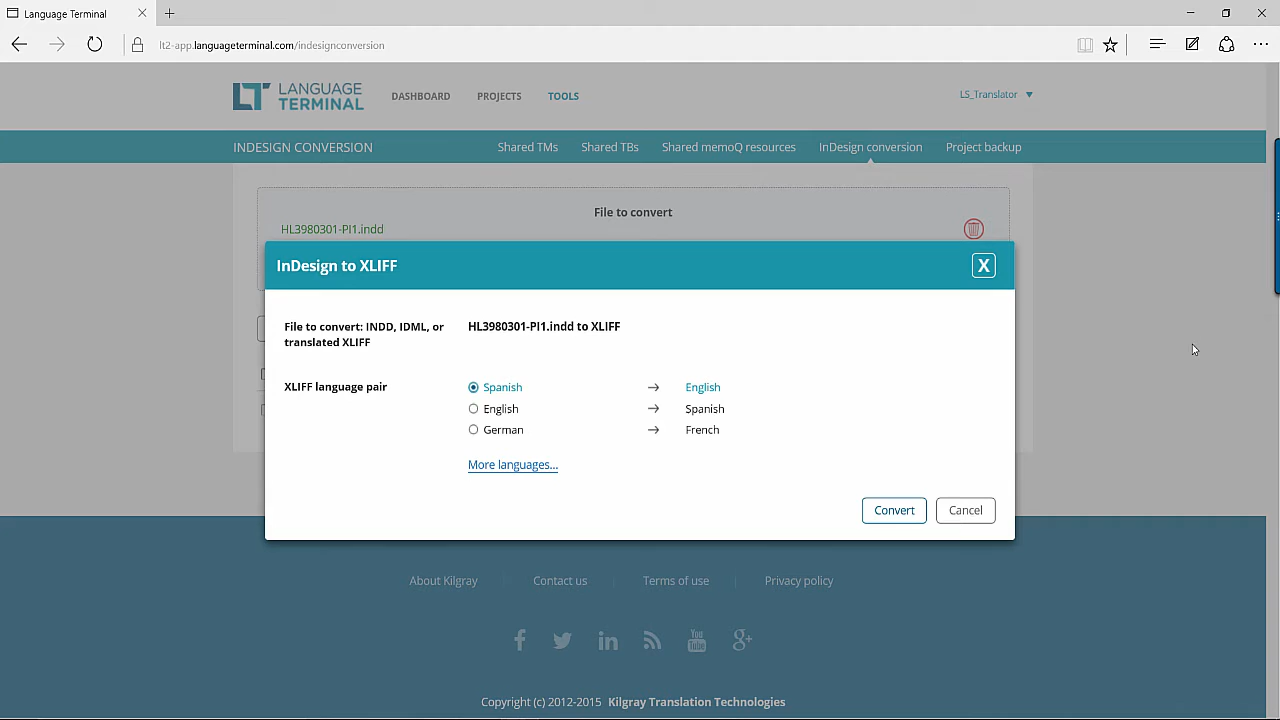 Language Terminal
lt2-app.languageterminal.com/indesignconversion
LT LANGUAGE TERMINAL
DASHBOARD PROJECTS TOOLS
LS_Translator
INDESIGN CONVERSION
Shared TMs Shared TBs Shared memoQ resources InDesign conversion Project backup
File to convert
HL3980301-PI1.indd
InDesign to XLIFF
X
File to convert: INDD, IDML, or translated XLIFF
HL3980301-PI1.indd to XLIFF
XLIFF language pair
Spanish → English
English → Spanish
German → French
More languages...
Convert Cancel
About Kilgray Contact us Terms of use Privacy policy
You Tube
g+
Copyright (c) 2012-2015 Kilgray Translation Technologies